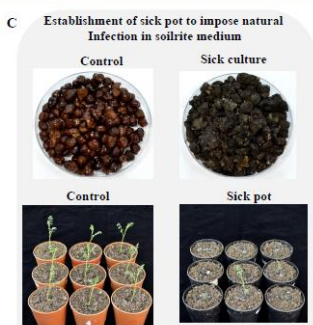 C
Establishment of sick pot to impose natural
Infection in soilrite medium
Control Sick culture
Control Sick pot